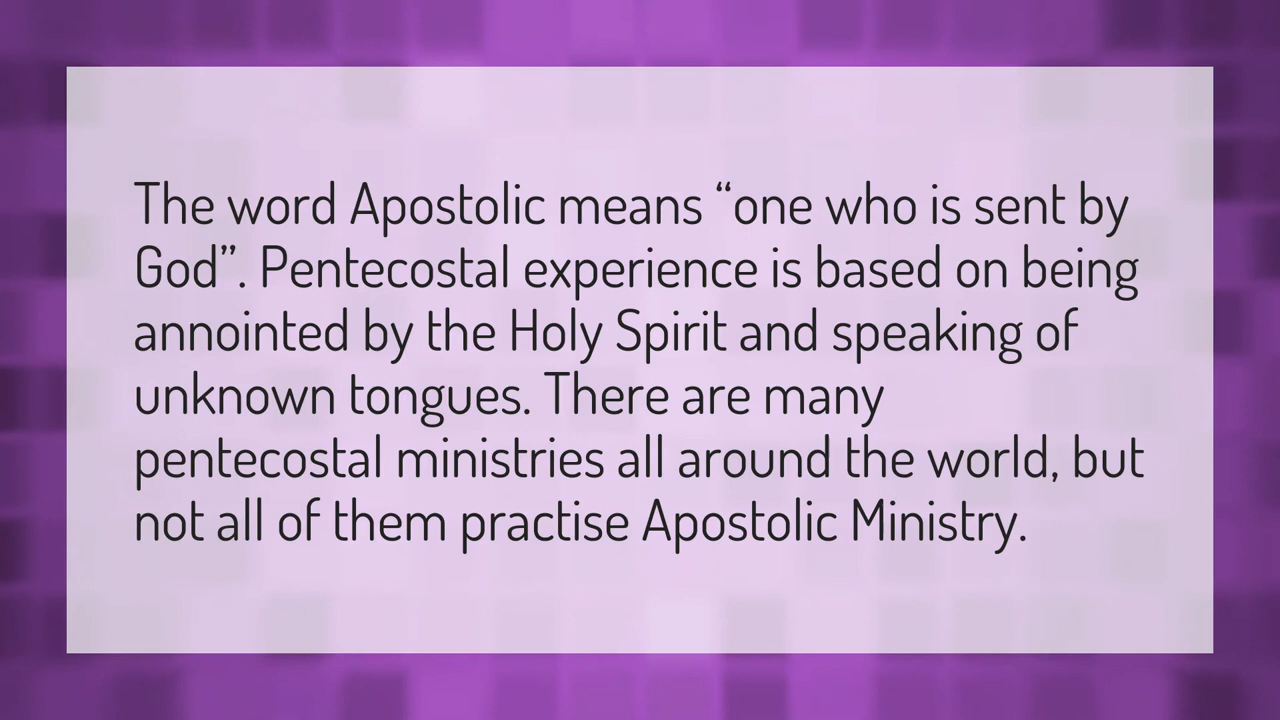 The word Apostolic means “one who is sent by
God”. Pentecostal experience is based on being
annointed by the Holy Spirit and speaking of
unknown tongues. There are many
pentecostal ministries all around the world, but
not all of them practise Apostolic Ministry.